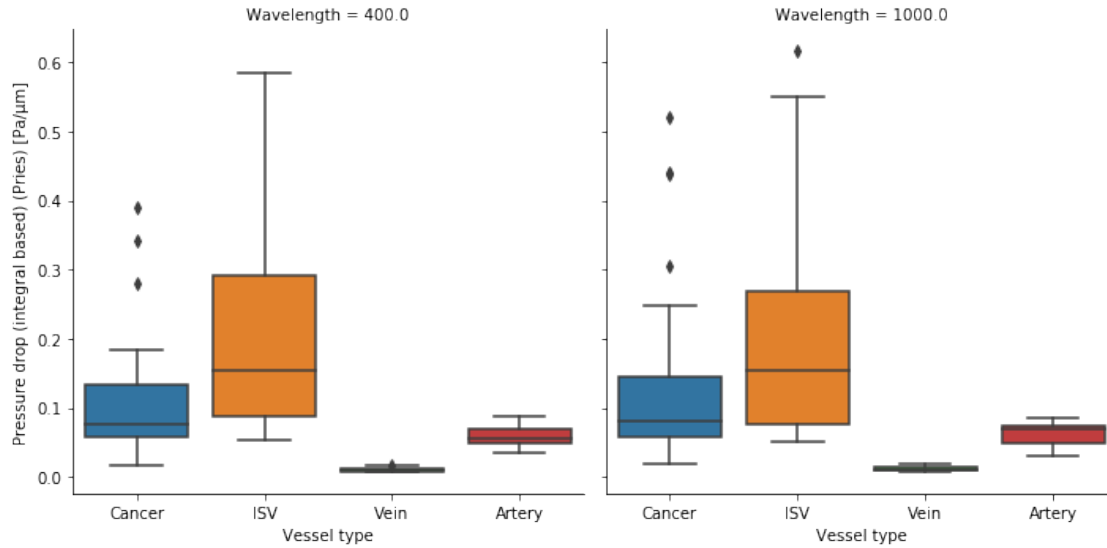 Wavelength = 400.0
Wavelength = 1000.0
Pressure drop (integral based) (Pries) [Pa/µm]
0.6
0.5
0.4
0.3
0.2
0.1
0.0
Cancer ISV Vein Artery
Vessel type
Cancer ISV Vein Artery
Vessel type